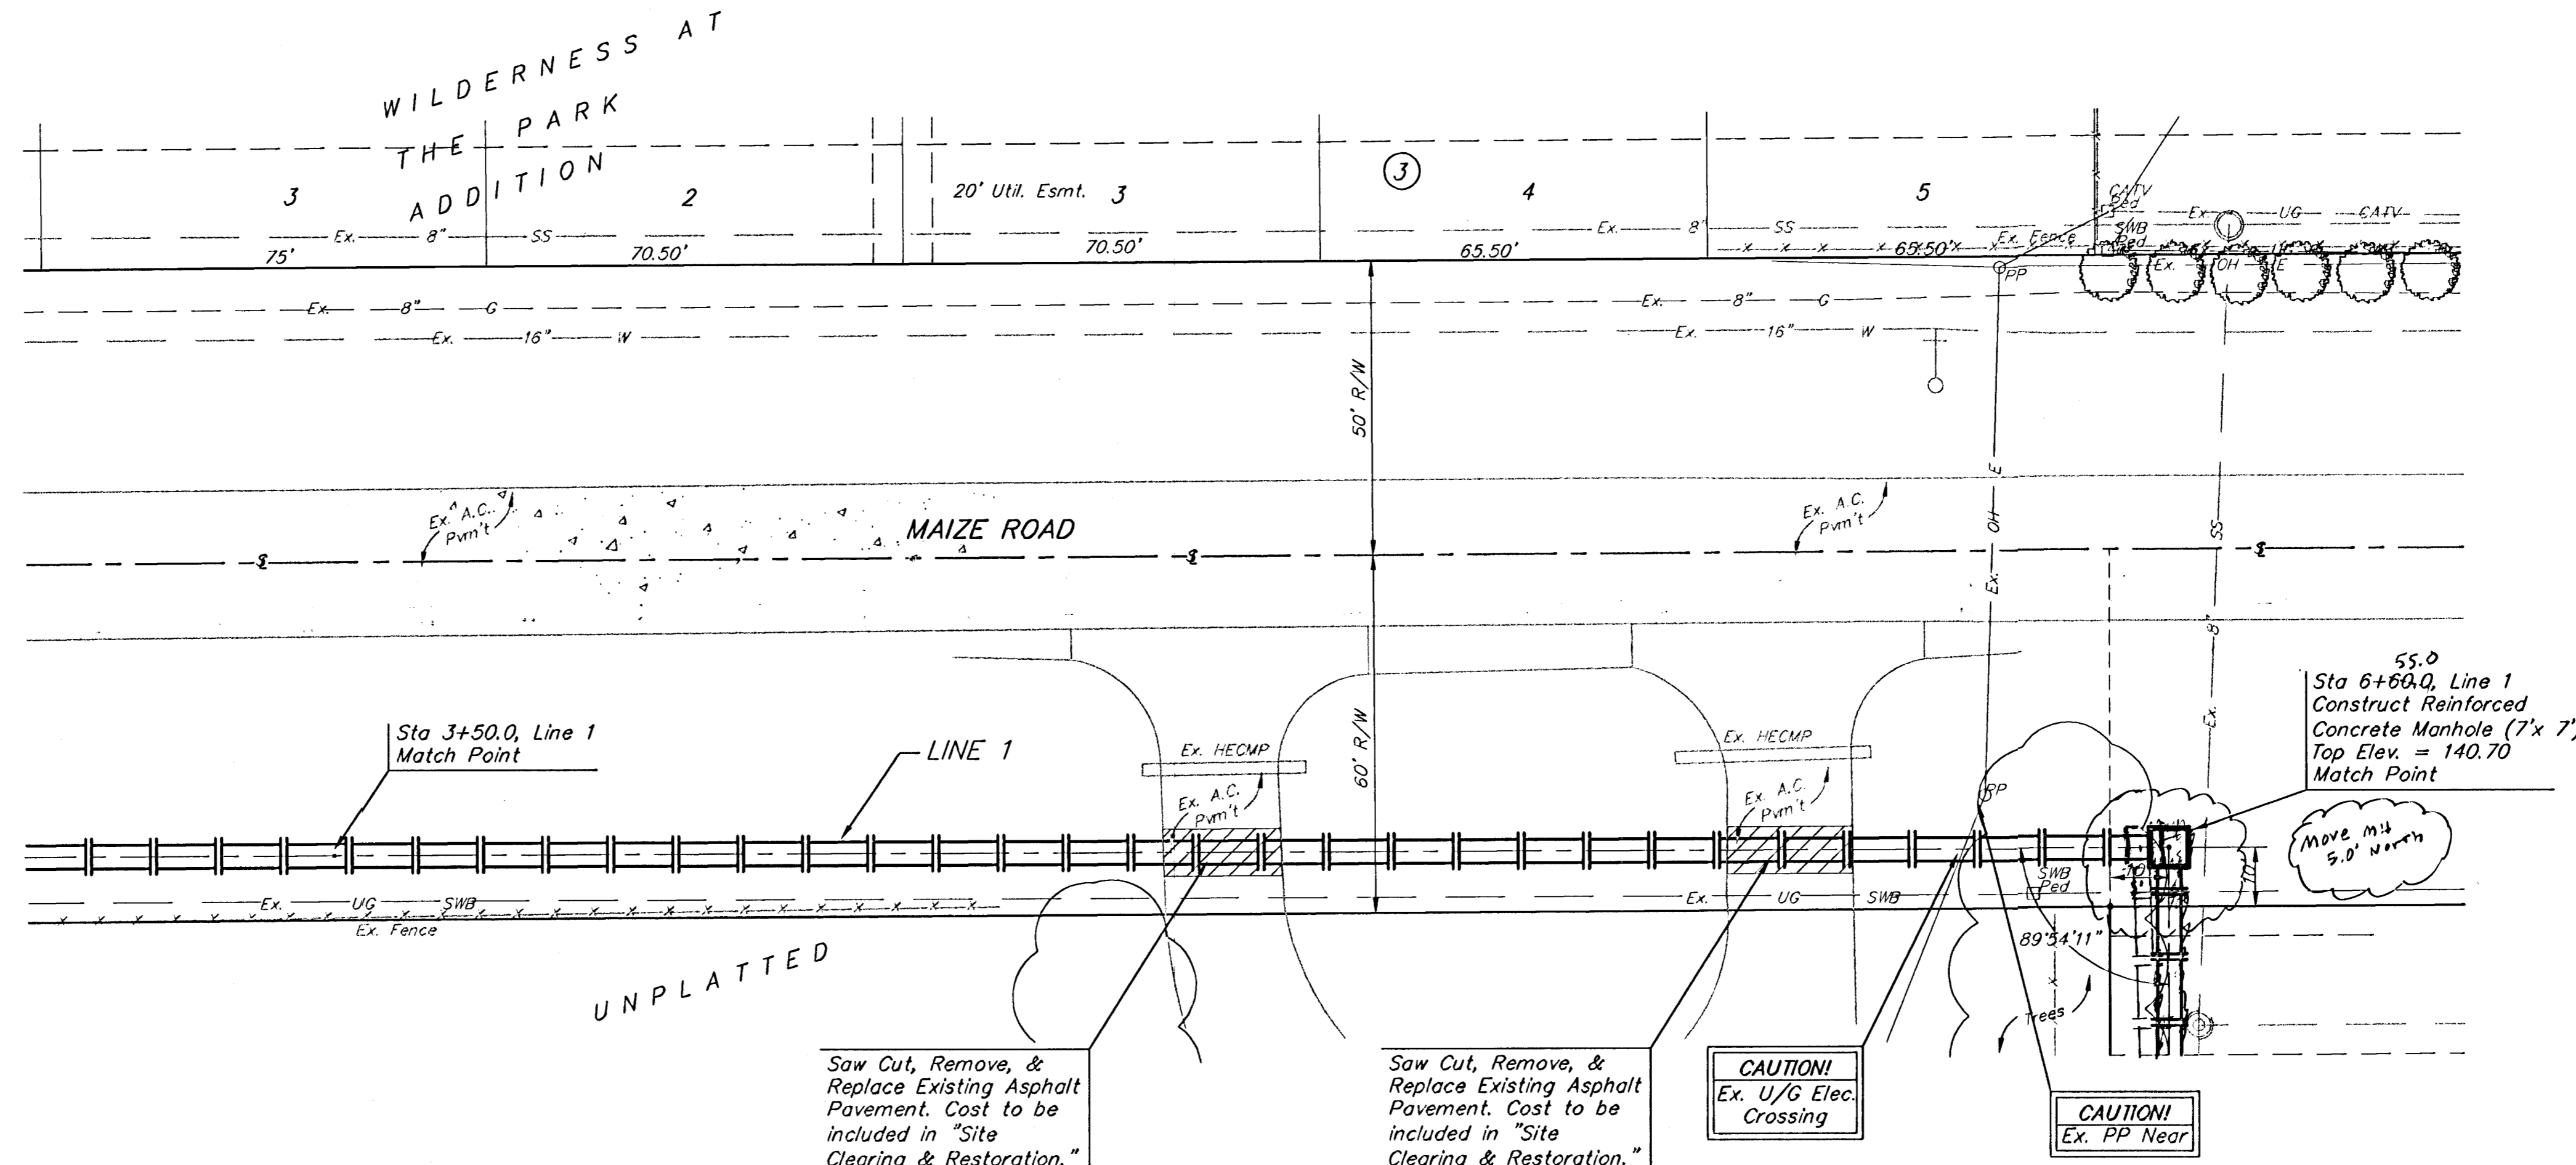 WILDERNESS AT
THE PARK
ADDITION
3
2
20' Util. Esmt.
3
3
4
5
CATV
Ped
Ex. UG CATV
SWB
Ped
Ex. 8" SS
Ex. 8" SS
Ex. Fence
75'
70.50'
70.50'
65.50'
65.50'
PP
Ex. OH E
Ex. 8" G
Ex. 8" G
Ex. 16" W
Ex. 16" W
50' R/W
Ex. OH E
Ex. 8" SS
Ex. A.C.
Pvm't
MAIZE ROAD
Ex. A.C.
Pvm't
℄
℄
℄
60' R/W
55.0
Sta 6+60.0, Line 1
Construct Reinforced
Concrete Manhole (7'x 7')
Top Elev. = 140.70
Match Point
Sta 3+50.0, Line 1
Match Point
LINE 1
Ex. HECMP
Ex. A.C.
Pvm't
Ex. HECMP
Ex. A.C.
Pvm't
PP
Move MH
5.0' North
SWB
Ped
10'
10'
Ex. UG SWB
Ex. UG SWB
Ex. Fence
89°54'11"
UNPLATTED
Trees
Saw Cut, Remove, &
Replace Existing Asphalt
Pavement. Cost to be
included in "Site
Clearing & Restoration."
Saw Cut, Remove, &
Replace Existing Asphalt
Pavement. Cost to be
included in "Site
Clearing & Restoration."
CAUTION!
Ex. U/G Elec.
Crossing
CAUTION!
Ex. PP Near